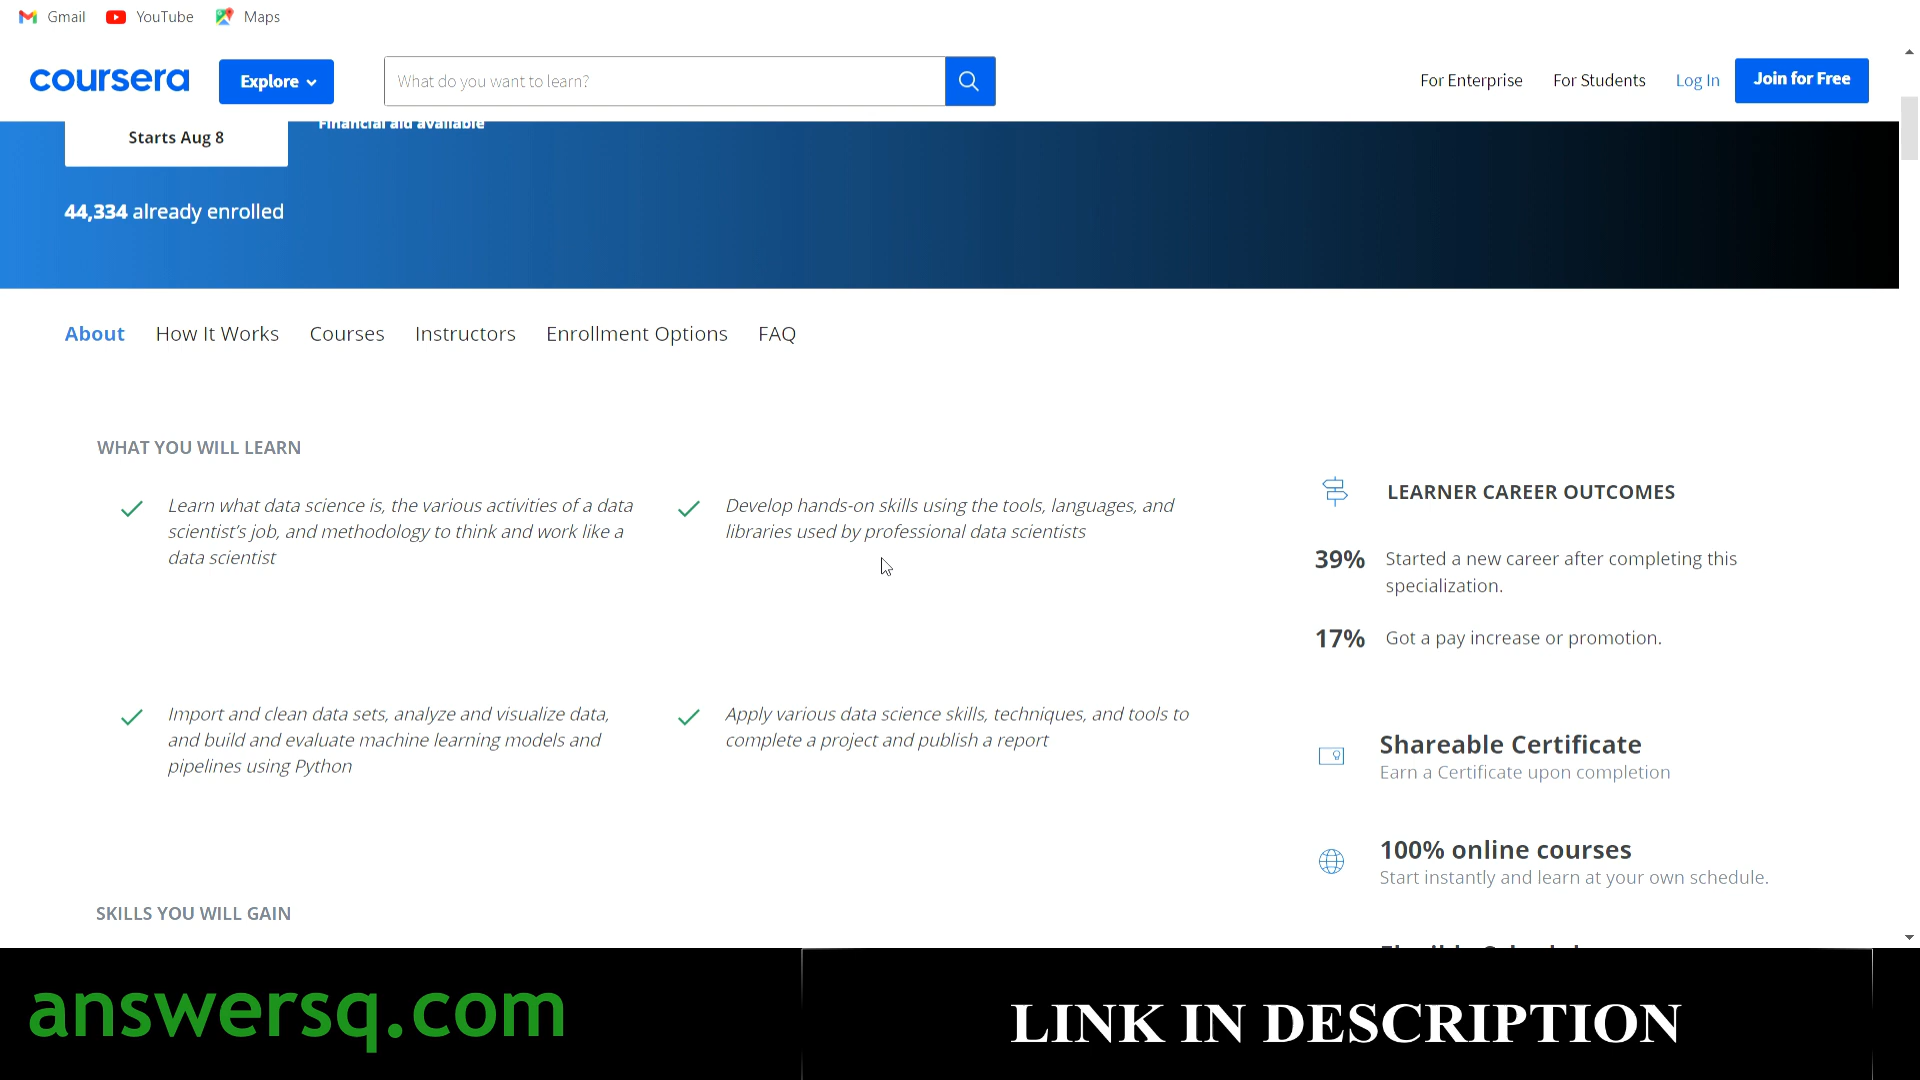 Gmail YouTube Maps
coursera Explore What do you want to learn? For Enterprise For Students Log In Join for Free
Financial aid available
Starts Aug 8
44,334 already enrolled
About How It Works Courses Instructors Enrollment Options FAQ
WHAT YOU WILL LEARN
Learn what data science is, the various activities of a data
scientist's job, and methodology to think and work like a
data scientist
Develop hands-on skills using the tools, languages, and
libraries used by professional data scientists
Import and clean data sets, analyze and visualize data,
and build and evaluate machine learning models and
pipelines using Python
Apply various data science skills, techniques, and tools to
complete a project and publish a report
SKILLS YOU WILL GAIN
LEARNER CAREER OUTCOMES
39% Started a new career after completing this
specialization.
17% Got a pay increase or promotion.
Shareable Certificate
Earn a Certificate upon completion
100% online courses
Start instantly and learn at your own schedule.
answersq.com
LINK IN DESCRIPTION